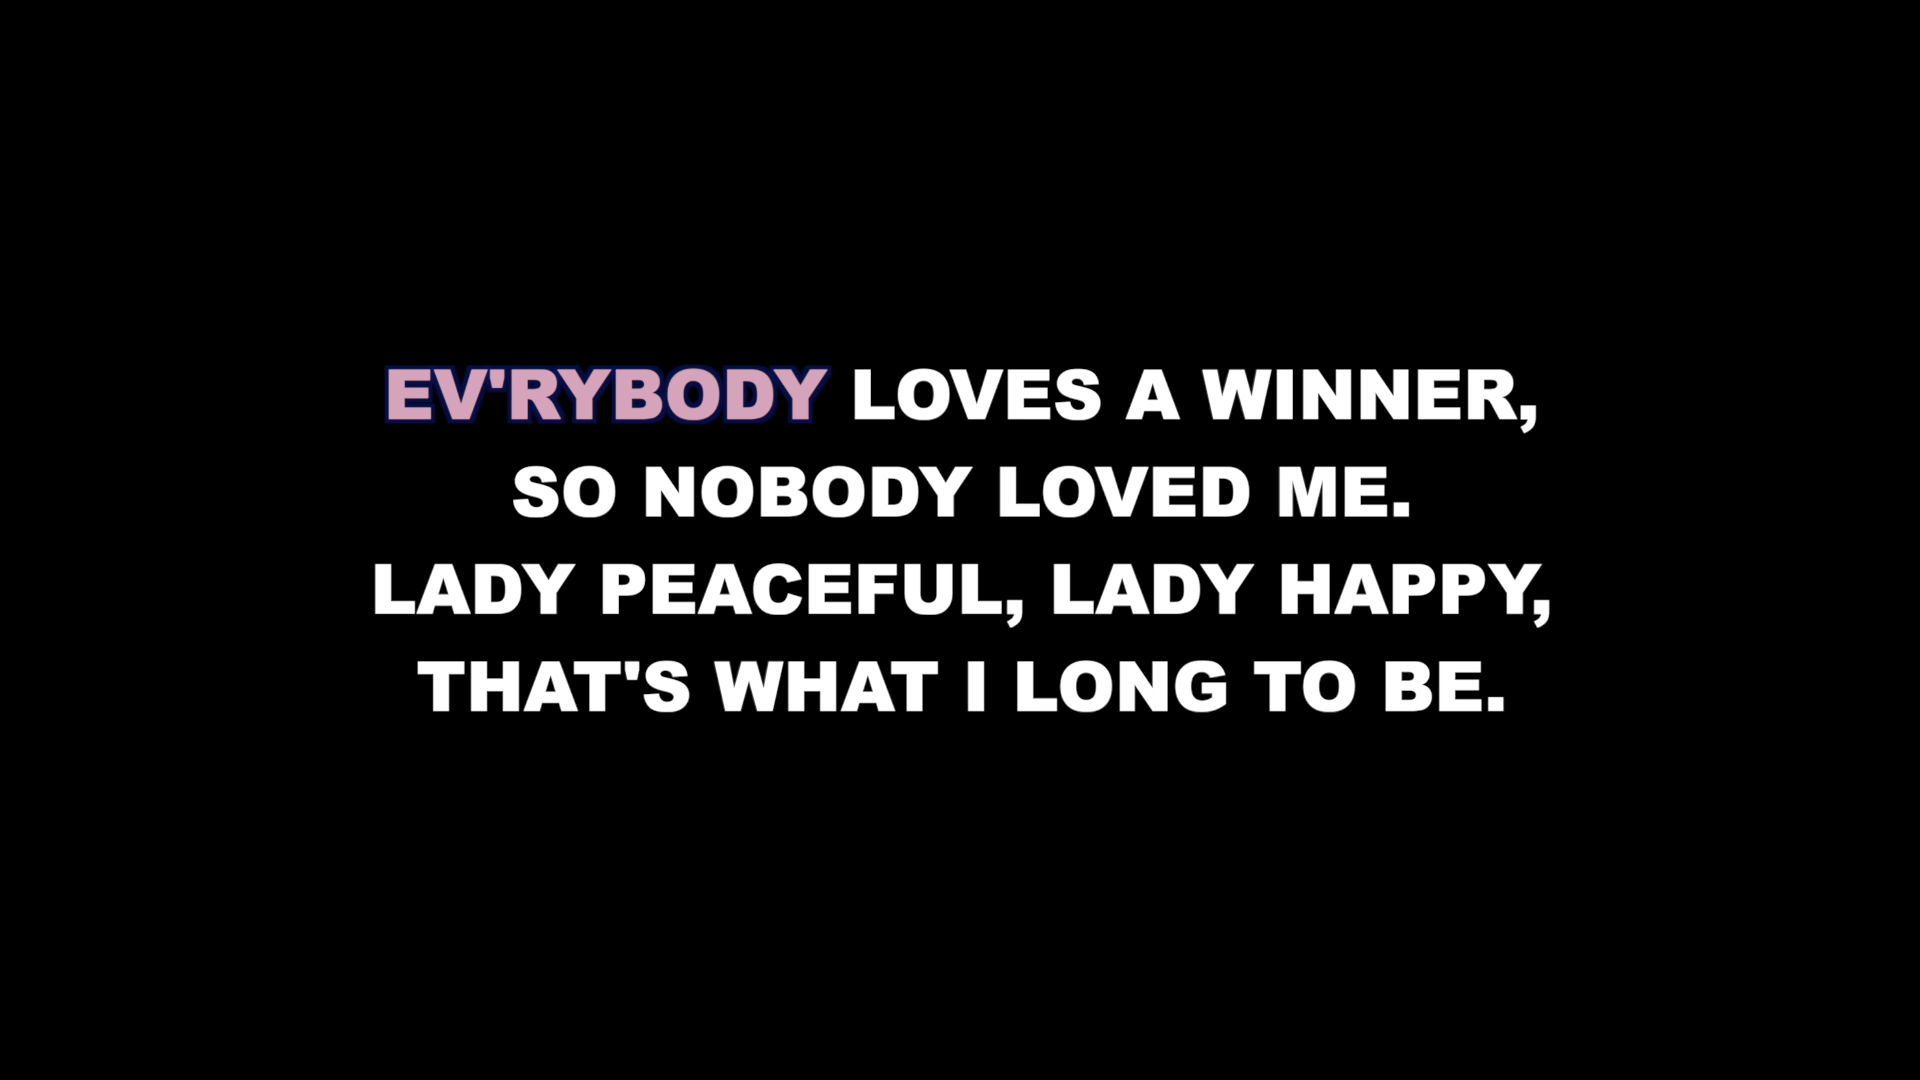 EV'RYBODY LOVES A WINNER,
SO NOBODY LOVED ME.
LADY PEACEFUL, LADY HAPPY,
THAT'S WHAT I LONG TO BE.